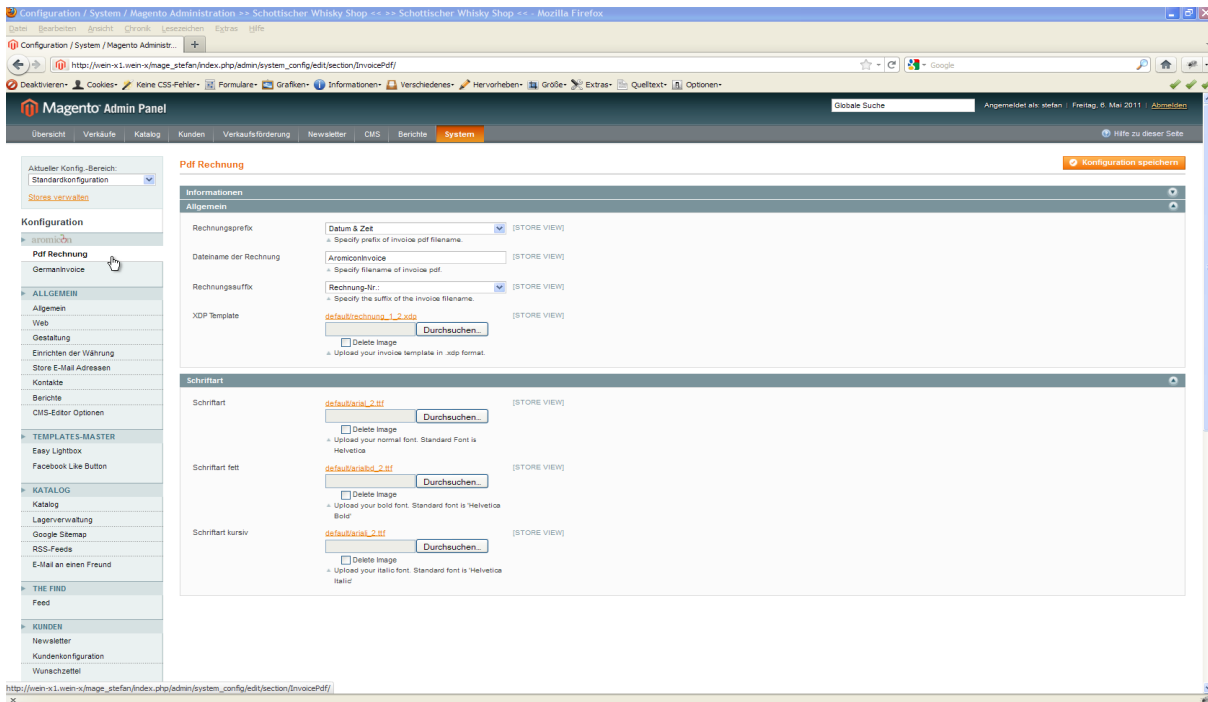 Configuration / System / Magento Administration >> Schottischer Whisky Shop << >> Schottischer Whisky Shop << - Mozilla Firefox
Datei Bearbeiten Ansicht Chronik Lesezeichen Extras Hilfe
Configuration / System / Magento Administr... +
http://wein-x1.wein-x/mage_stefan/index.php/admin/system_config/edit/section/InvoicePdf/ Google
Deaktivieren Cookies Keine CSS-Fehler Formulare Grafiken Informationen Verschiedenes Hervorheben Größe Extras Quelltext Optionen
Magento Admin Panel Globale Suche Angemeldet als: stefan | Freitag, 6. Mai 2011 | Abmelden
Übersicht Verkäufe Katalog Kunden Verkaufsförderung Newsletter CMS Berichte System Hilfe zu dieser Seite
Aktueller Konfig.-Bereich:
Standardkonfiguration
Stores verwalten
Konfiguration
aromicon
Pdf Rechnung
GermanInvoice
ALLGEMEIN
Allgemein
Web
Gestaltung
Einrichten der Währung
Store E-Mail Adressen
Kontakte
Berichte
CMS-Editor Optionen
TEMPLATES-MASTER
Easy Lightbox
Facebook Like Button
KATALOG
Katalog
Lagerverwaltung
Google Sitemap
RSS-Feeds
E-Mail an einen Freund
THE FIND
Feed
KUNDEN
Newsletter
Kundenkonfiguration
Wunschzettel
Pdf Rechnung Konfiguration speichern
Informationen
Allgemein
Rechnungsprefix Datum & Zeit [STORE VIEW]
Specify prefix of invoice pdf filename.
Dateiname der Rechnung AromiconInvoice [STORE VIEW]
Specify filename of invoice pdf.
Rechnungssuffix Rechnung-Nr.: [STORE VIEW]
Specify the suffix of the invoice filename.
XDP Template default/rechnung_1_2.xdp [STORE VIEW]
Durchsuchen...
Delete Image
Upload your invoice template in .xdp format.
Schriftart
Schriftart default/arial_2.ttf [STORE VIEW]
Durchsuchen...
Delete Image
Upload your normal font. Standard Font is
Helvetica
Schriftart fett default/arialbd_2.ttf [STORE VIEW]
Durchsuchen...
Delete Image
Upload your bold font. Standard font is 'Helvetica
Bold'
Schriftart kursiv default/ariali_2.ttf [STORE VIEW]
Durchsuchen...
Delete Image
Upload your italic font. Standard font is 'Helvetica
Italic'
http://wein-x1.wein-x/mage_stefan/index.php/admin/system_config/edit/section/InvoicePdf/